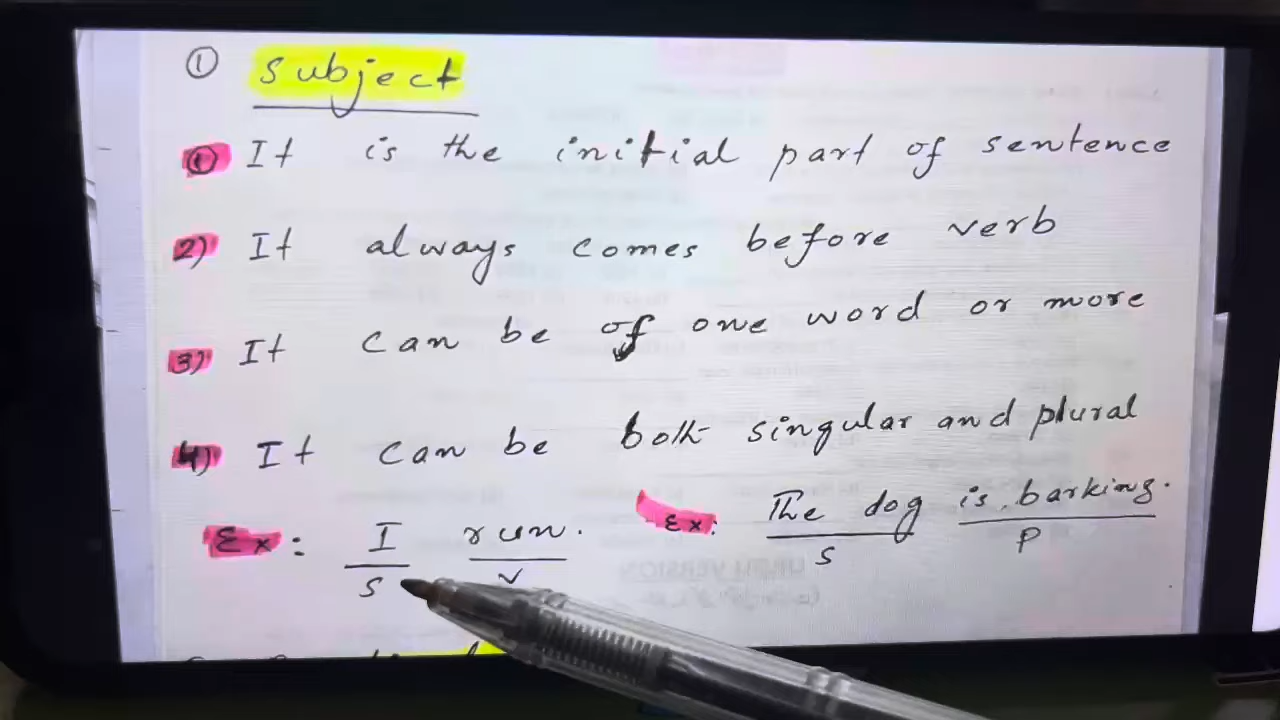 ① Subject
① It is the initial part of sentence
2) It always comes before verb
3) It can be of one word or more
4) It can be both singular and plural
Ex: I run. Ex: The dog is barking.
S V S P
URDU VERSION